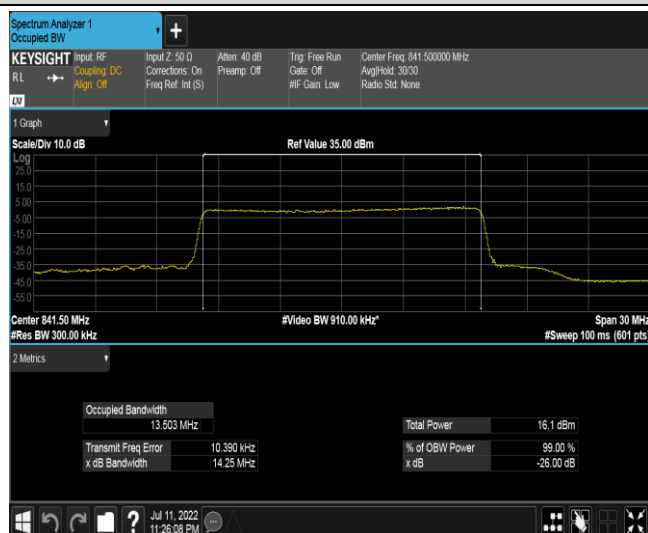 Spectrum Analyzer 1
Occupied BW
+
KEYSIGHT Input: RF Input Z: 50 Ω Atten: 40 dB Trig: Free Run Center Freq: 841.500000 MHz
RL Coupling: DC Corrections: On Preamp: Off Gate: Off Avg|Hold: 30/30
Align: Off Freq Ref: Int (S) #IF Gain: Low Radio Std: None
LXI
1 Graph
Scale/Div 10.0 dB Ref Value 35.00 dBm
Log
25.0
15.0
5.00
-5.00
-15.0
-25.0
-35.0
-45.0
-55.0
Center 841.50 MHz #Video BW 910.00 kHz* Span 30 MHz
#Res BW 300.00 kHz #Sweep 100 ms (601 pts)
2 Metrics
Occupied Bandwidth
13.503 MHz Total Power 16.1 dBm
Transmit Freq Error 10.390 kHz % of OBW Power 99.00 %
x dB Bandwidth 14.25 MHz x dB -26.00 dB
? Jul 11, 2022
11:26:08 PM